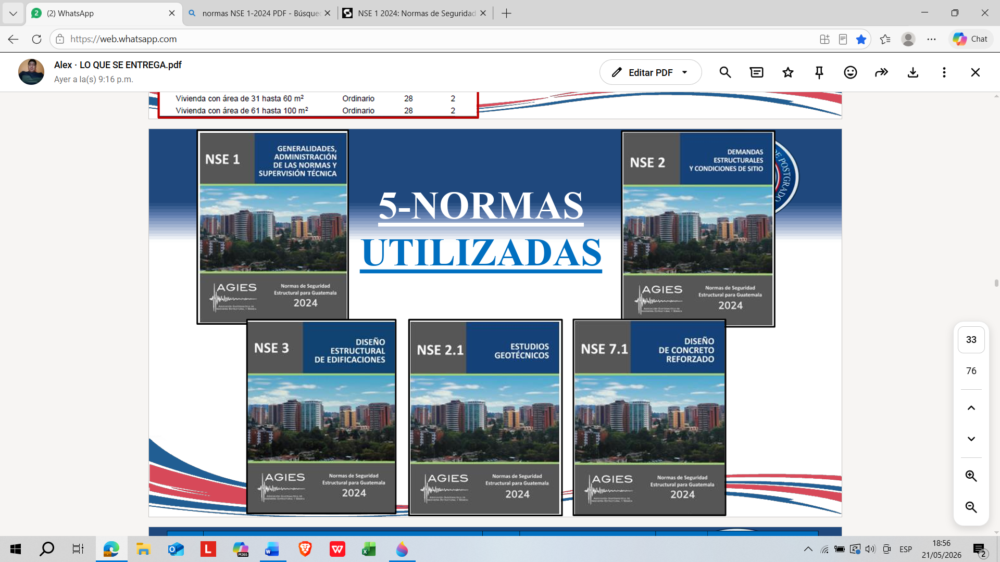 (2) WhatsApp
normas NSE 1-2024 PDF - Búsque
NSE 1 2024: Normas de Seguridad
https://web.whatsapp.com
Chat
Alex · LO QUE SE ENTREGA.pdf
Ayer a la(s) 9:16 p.m.
Editar PDF
Vivienda con área de 31 hasta 60 m² Ordinario 28 2
Vivienda con área de 61 hasta 100 m² Ordinario 28 2
NSE 1
GENERALIDADES,
ADMINISTRACIÓN
DE LAS NORMAS Y
SUPERVISIÓN TÉCNICA
AGIES
Normas de Seguridad
Estructural para Guatemala
2024
5-NORMAS
UTILIZADAS
NSE 2
DEMANDAS
ESTRUCTURALES
Y CONDICIONES DE SITIO
AGIES
Normas de Seguridad
Estructural para Guatemala
2024
DE POSTGRADO
NSE 3
DISEÑO
ESTRUCTURAL
DE EDIFICACIONES
AGIES
Normas de Seguridad
Estructural para Guatemala
2024
NSE 2.1
ESTUDIOS
GEOTÉCNICOS
AGIES
Normas de Seguridad
Estructural para Guatemala
2024
NSE 7.1
DISEÑO
DE CONCRETO
REFORZADO
AGIES
Normas de Seguridad
Estructural para Guatemala
2024
33
76
ESP
18:56
21/05/2026
2